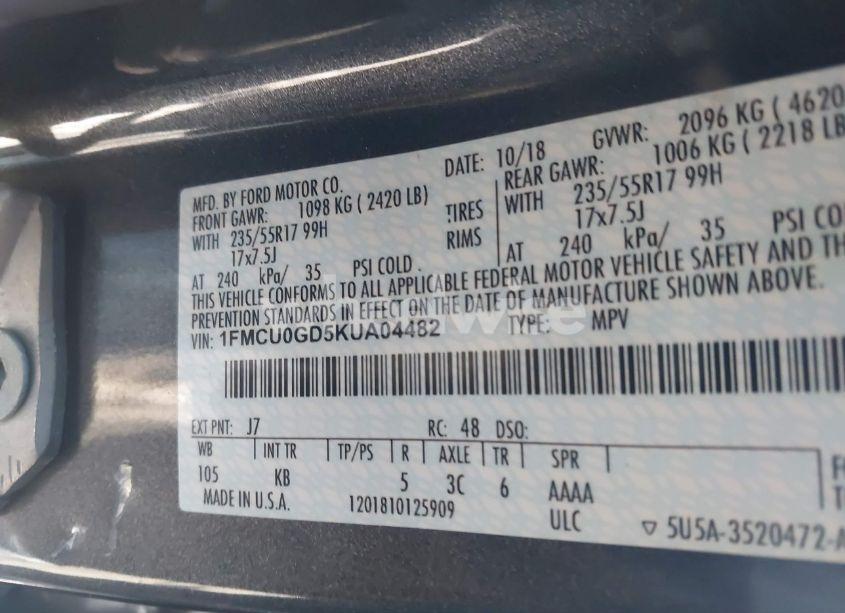 DATE: 10/18 GVWR: 2096 KG ( 4620
MFD. BY FORD MOTOR CO.
FRONT GAWR: 1098 KG ( 2420 LB) REAR GAWR: 1006 KG ( 2218 LB
WITH 235/55R17 99H TIRES WITH 235/55R17 99H
17x7.5J RIMS 17x7.5J
AT 240 kPa/ 35 PSI COLD AT 240 kPa/ 35 PSI COLD
THIS VEHICLE CONFORMS TO ALL APPLICABLE FEDERAL MOTOR VEHICLE SAFETY AND
PREVENTION STANDARDS IN EFFECT ON THE DATE OF MANUFACTURE SHOWN ABOVE.
VIN: 1FMCU0GD5KUA04482 TYPE: MPV
EXT PNT: J7 RC: 48 DSO:
WB INT TR TP/PS R AXLE TR SPR
105 KB 5 3C 6 AAAA
MADE IN U.S.A. 1201810125909 ULC
5U5A-3520472-A